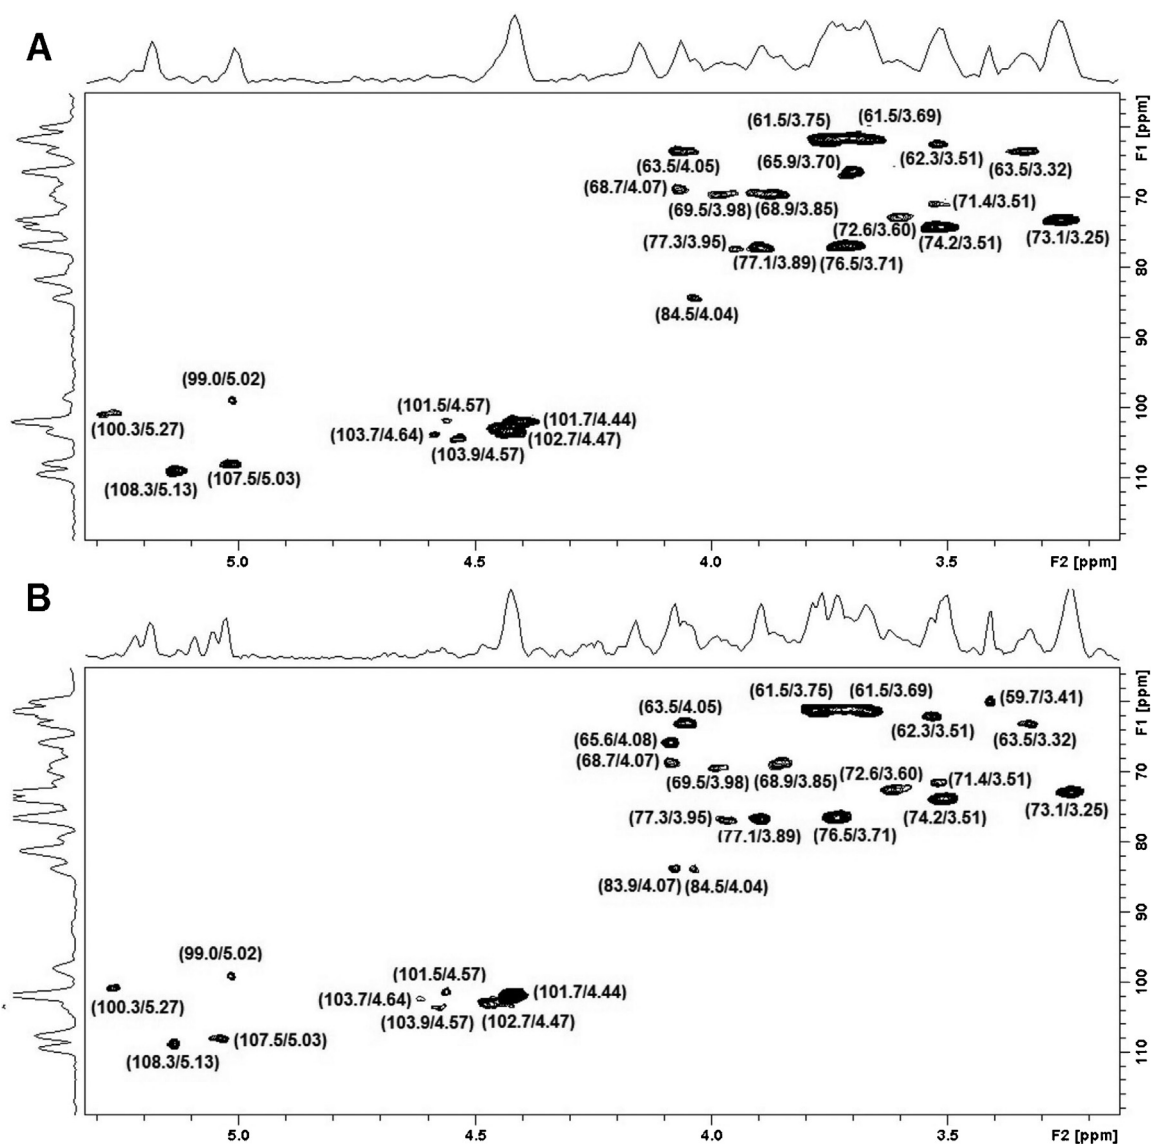 A
(61.5/3.75) (61.5/3.69)
(63.5/4.05) (65.9/3.70) (62.3/3.51) (63.5/3.32)
(68.7/4.07) (71.4/3.51)
(69.5/3.98) (68.9/3.85)
(72.6/3.60)
(77.3/3.95) (74.2/3.51) (73.1/3.25)
(77.1/3.89) (76.5/3.71)
(84.5/4.04)
(99.0/5.02)
(101.5/4.57) (101.7/4.44)
(100.3/5.27) (103.7/4.64) (102.7/4.47)
(103.9/4.57)
(108.3/5.13) (107.5/5.03)
F1 [ppm]
70
80
90
100
110
5.0 4.5 4.0 3.5 F2 [ppm]
B
(61.5/3.75) (61.5/3.69) (59.7/3.41)
(63.5/4.05)
(62.3/3.51)
(65.6/4.08) (63.5/3.32)
(68.7/4.07)
(69.5/3.98) (68.9/3.85) (72.6/3.60) (71.4/3.51)
(77.3/3.95) (74.2/3.51) (73.1/3.25)
(77.1/3.89) (76.5/3.71)
(83.9/4.07) (84.5/4.04)
(99.0/5.02)
(101.5/4.57) (101.7/4.44)
(100.3/5.27) (103.7/4.64)
(103.9/4.57) (102.7/4.47)
(107.5/5.03)
(108.3/5.13)
F1 [ppm]
70
80
90
100
110
5.0 4.5 4.0 3.5 F2 [ppm]